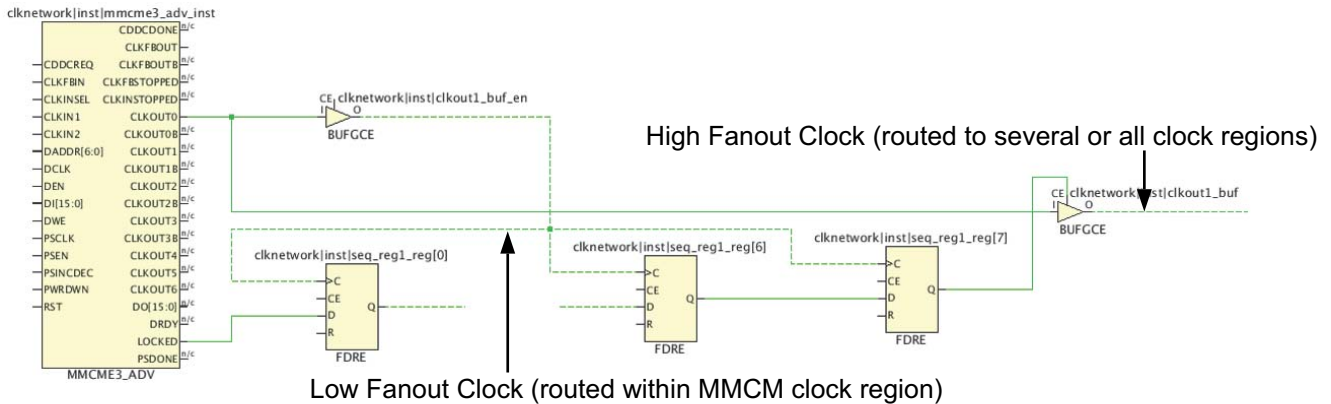 clknetwork|inst|mmcme3_adv_inst
CDDCDONE n/c
CLKFBOUT
CDDCREQ CLKFBOUTB n/c
CLKFBIN CLKFBSTOPPED n/c
CLKINSEL CLKINSTOPPED n/c
CLKIN1 CLKOUT0
CLKIN2 CLKOUT0B n/c
DADDR[6:0] CLKOUT1 n/c
DCLK CLKOUT1B n/c
DEN CLKOUT2 n/c
DI[15:0] CLKOUT2B n/c
DWE CLKOUT3 n/c
PSCLK CLKOUT3B n/c
PSEN CLKOUT4 n/c
PSINCDEC CLKOUT5 n/c
PWRDWN CLKOUT6 n/c
RST DO[15:0] n/c
DRDY n/c
LOCKED
PSDONE n/c
MMCME3_ADV
CE clknetwork|inst|clkout1_buf_en
I O
BUFGCE
High Fanout Clock (routed to several or all clock regions)
CE clknetwork|inst|clkout1_buf
I O
BUFGCE
clknetwork|inst|seq_reg1_reg[0]
C
CE
D Q
R
FDRE
clknetwork|inst|seq_reg1_reg[6]
C
CE
D Q
R
FDRE
clknetwork|inst|seq_reg1_reg[7]
C
CE
D Q
R
FDRE
Low Fanout Clock (routed within MMCM clock region)